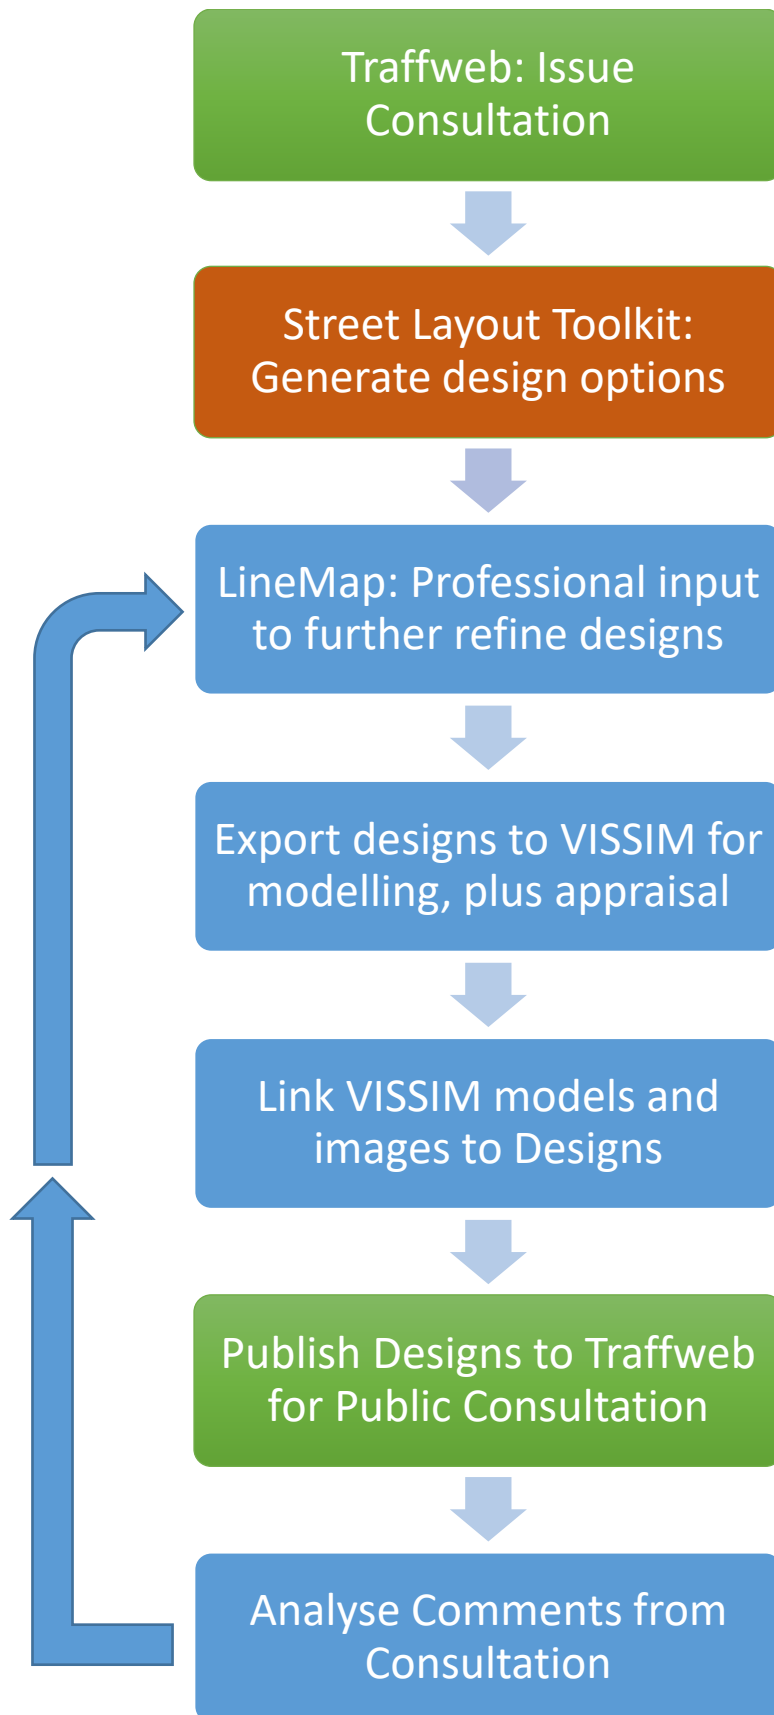 Traffweb: Issue
Consultation
Street Layout Toolkit:
Generate design options
LineMap: Professional input
to further refine designs
Export designs to VISSIM for
modelling, plus appraisal
Link VISSIM models and
images to Designs
Publish Designs to Traffweb
for Public Consultation
Analyse Comments from
Consultation